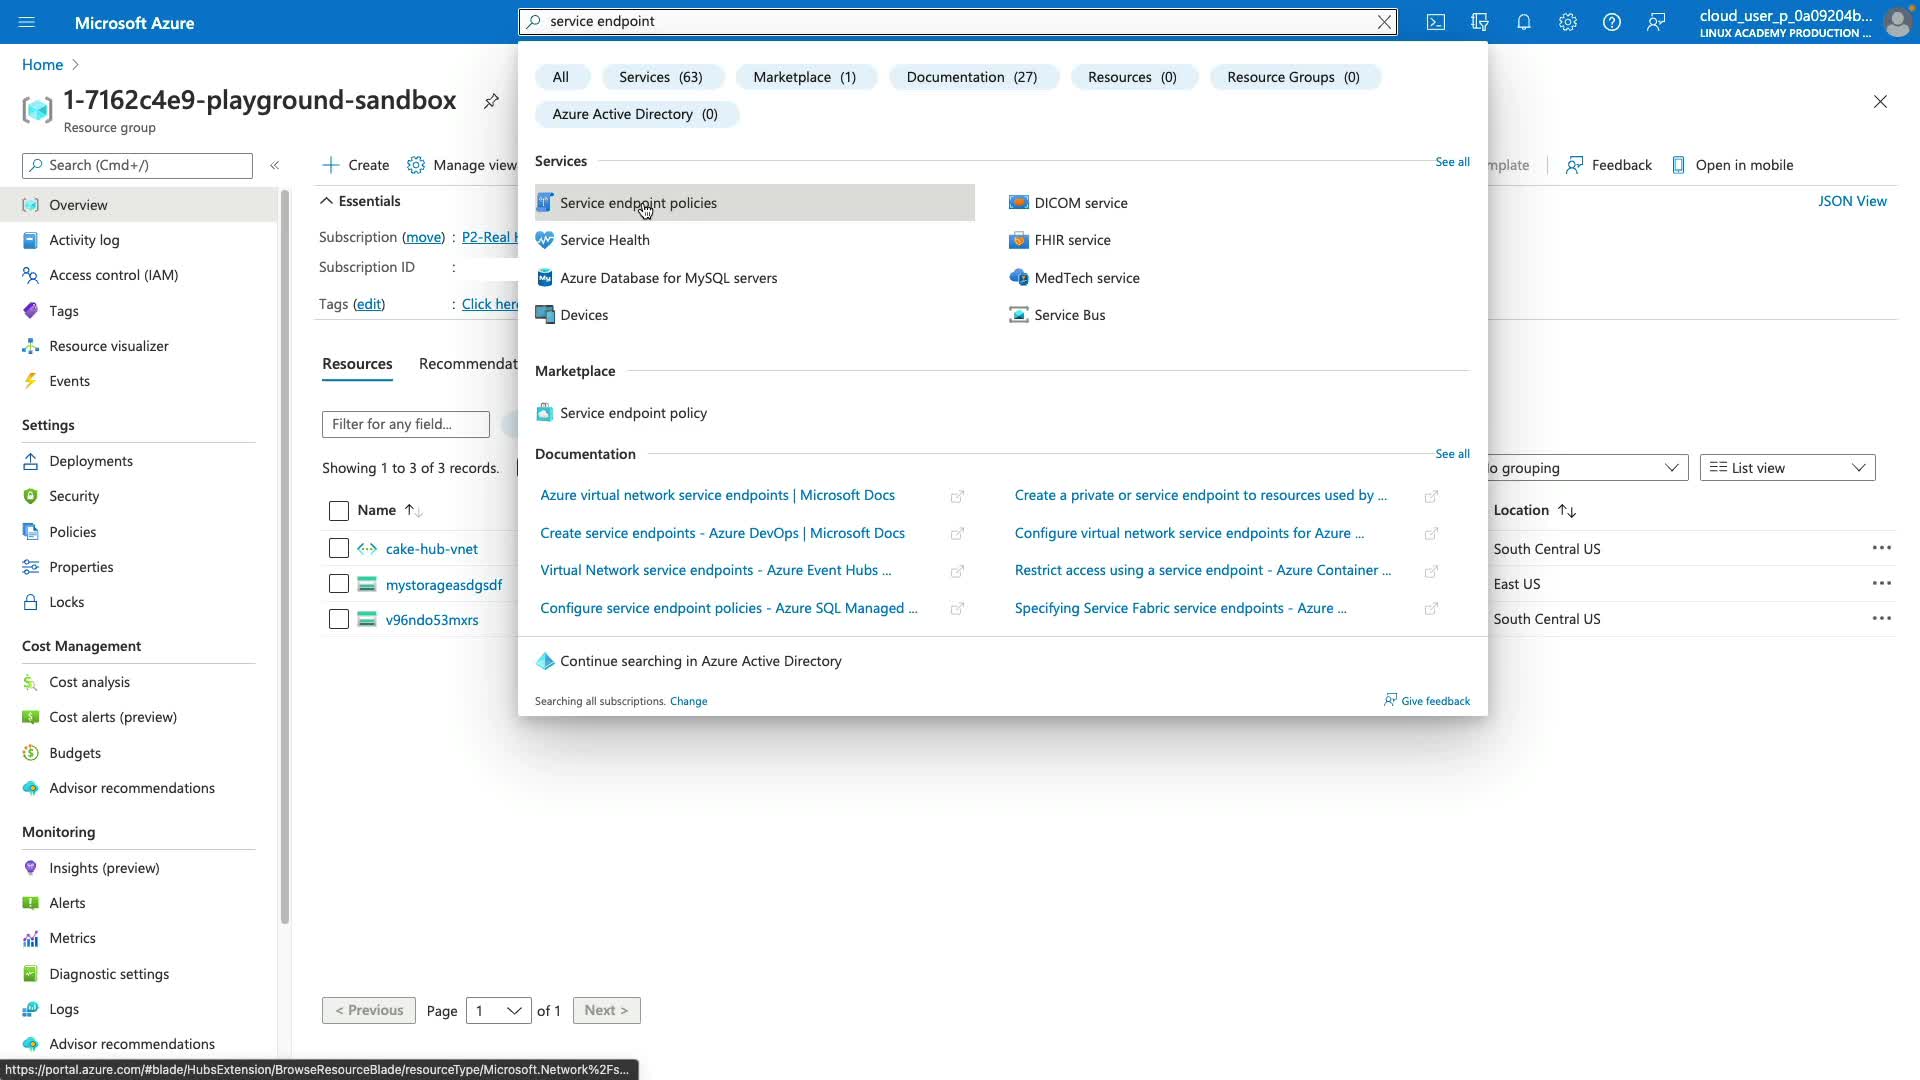 Microsoft Azure
service endpoint
cloud_user_p_0a09204b...
LINUX ACADEMY PRODUCTION ...
Home
1-7162c4e9-playground-sandbox
Resource group
Search (Cmd+/)
Overview
Activity log
Access control (IAM)
Tags
Resource visualizer
Events
Settings
Deployments
Security
Policies
Properties
Locks
Cost Management
Cost analysis
Cost alerts (preview)
Budgets
Advisor recommendations
Monitoring
Insights (preview)
Alerts
Metrics
Diagnostic settings
Logs
Advisor recommendations
Create
Manage view
Feedback
Open in mobile
Essentials
JSON View
Subscription (move) :
Subscription ID :
Tags (edit) :
Resources
Filter for any field...
Showing 1 to 3 of 3 records.
List view
Name
Location
cake-hub-vnet
South Central US
mystorageasdgsdf
East US
v96ndo53mxrs
South Central US
< Previous Page 1 of 1 Next >
All
Services (63)
Marketplace (1)
Documentation (27)
Resources (0)
Resource Groups (0)
Azure Active Directory (0)
Services
See all
Service endpoint policies
DICOM service
Service Health
FHIR service
Azure Database for MySQL servers
MedTech service
Devices
Service Bus
Marketplace
Service endpoint policy
Documentation
See all
Azure virtual network service endpoints | Microsoft Docs
Create a private or service endpoint to resources used by ...
Create service endpoints - Azure DevOps | Microsoft Docs
Configure virtual network service endpoints for Azure ...
Virtual Network service endpoints - Azure Event Hubs ...
Restrict access using a service endpoint - Azure Container ...
Configure service endpoint policies - Azure SQL Managed ...
Specifying Service Fabric service endpoints - Azure ...
Continue searching in Azure Active Directory
Searching all subscriptions. Change
Give feedback
https://portal.azure.com/#blade/HubsExtension/BrowseResourceBlade/resourceType/Microsoft.Network%2Fs...